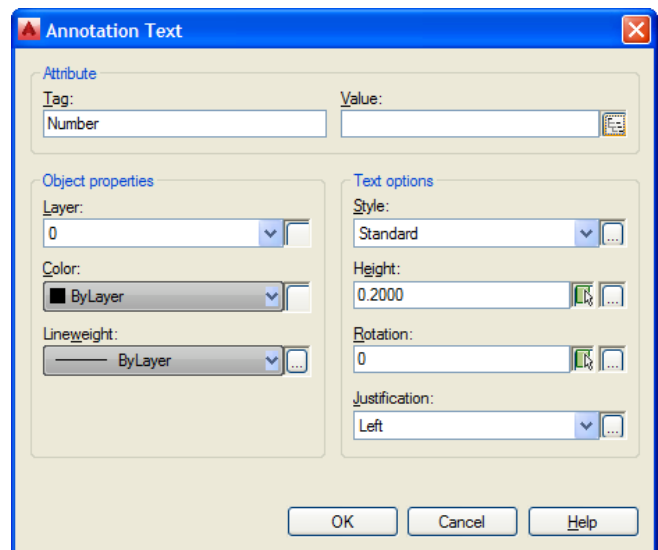 Annotation Text
Attribute
Tag:
Value:
Number
Object properties
Text options
Layer:
Style:
0
Standard
Color:
Height:
ByLayer
0.2000
Lineweight:
Rotation:
ByLayer
...
0
...
Justification:
Left
...
OK
Cancel
Help